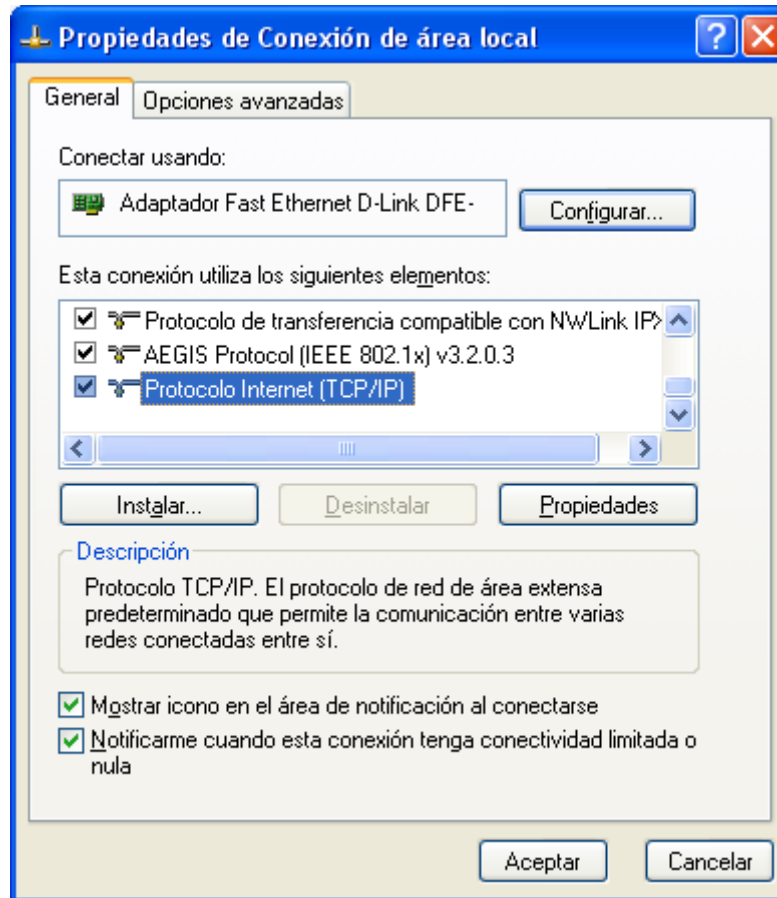 Propiedades de Conexión de área local
General Opciones avanzadas
Conectar usando:
Adaptador Fast Ethernet D-Link DFE-
Configurar...
Esta conexión utiliza los siguientes elementos:
Protocolo de transferencia compatible con NWLink IP
AEGIS Protocol (IEEE 802.1x) v3.2.0.3
Protocolo Internet (TCP/IP)
Instalar... Desinstalar Propiedades
Descripción
Protocolo TCP/IP. El protocolo de red de área extensa
predeterminado que permite la comunicación entre varias
redes conectadas entre sí.
Mostrar icono en el área de notificación al conectarse
Notificarme cuando esta conexión tenga conectividad limitada o
nula
Aceptar Cancelar